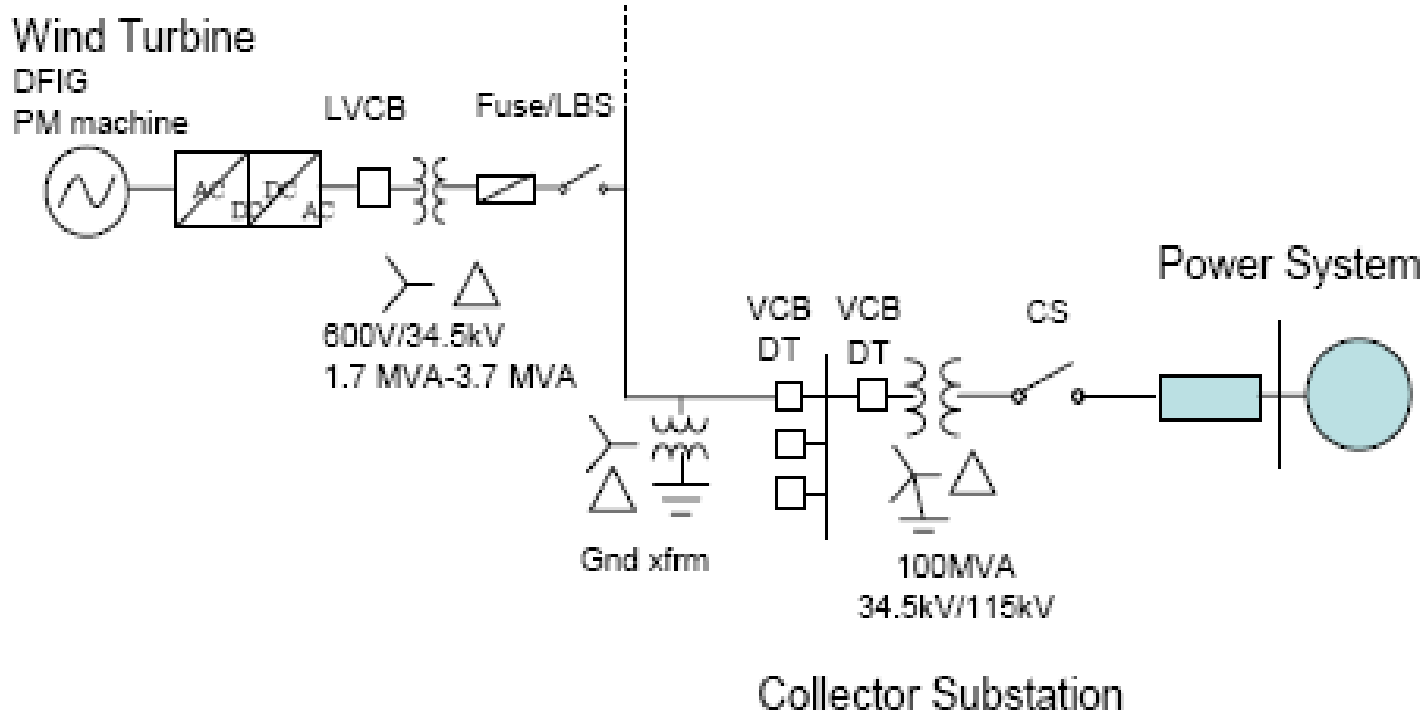 Wind Turbine
DFIG
PM machine
LVCB
Fuse/LBS
AC
DC
DC
AC
600V/34.5kV
1.7 MVA-3.7 MVA
Gnd xfrm
VCB
DT
VCB
DT
CS
Power System
100MVA
34.5kV/115kV
Collector Substation